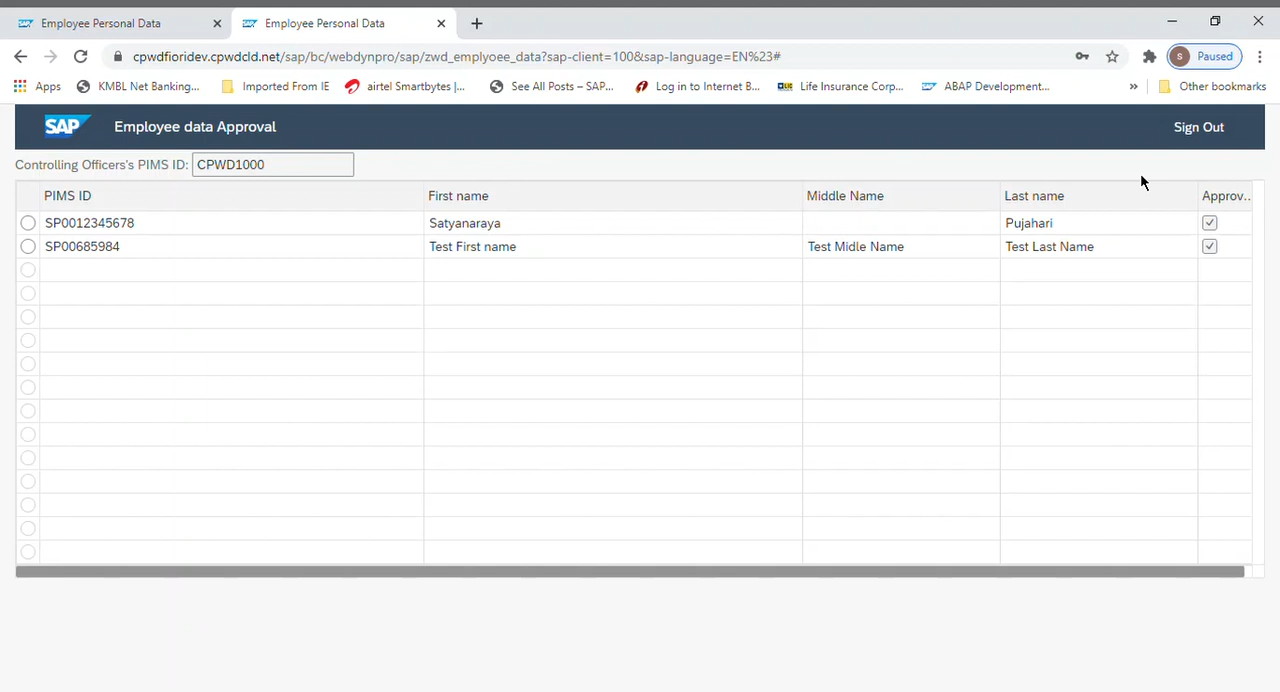 Employee Personal Data
Employee Personal Data
cpwdfioridev.cpwdcld.net/sap/bc/webdynpro/sap/zwd_emplyoee_data?sap-client=100&sap-language=EN%23#
S Paused
Apps KMBL Net Banking... Imported From IE airtel Smartbytes |... See All Posts – SAP... Log in to Internet B... Life Insurance Corp... ABAP Development... » Other bookmarks
SAP Employee data Approval Sign Out
Controlling Officers's PIMS ID: CPWD1000
PIMS ID First name Middle Name Last name Approv..
SP0012345678 Satyanaraya Pujahari
SP00685984 Test First name Test Midle Name Test Last Name